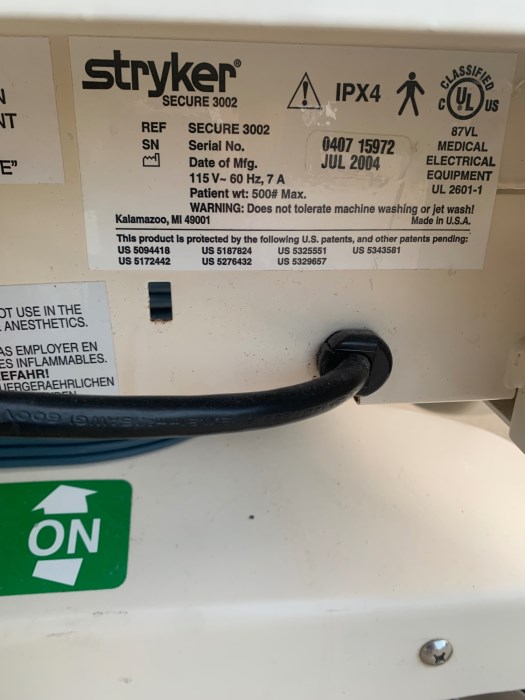 stryker®
SECURE 3002
IPX4
CLASSIFIED
C UL US
87VL
MEDICAL
ELECTRICAL
EQUIPMENT
UL 2601-1
REF SECURE 3002
SN Serial No. 0407 15972
Date of Mfg. JUL 2004
115 V~ 60 Hz, 7 A
Patient wt: 500# Max.
WARNING: Does not tolerate machine washing or jet wash!
Kalamazoo, MI 49001 Made in U.S.A.
This product is protected by the following U.S. patents, and other patents pending:
US 5094418 US 5187824 US 5325551 US 5343581
US 5172442 US 5276432 US 5329657
NT
E"
OT USE IN THE
ANESTHETICS.
AS EMPLOYER EN
ES INFLAMMABLES.
EFAHR!
UERGERAEHRLICHEN
ON